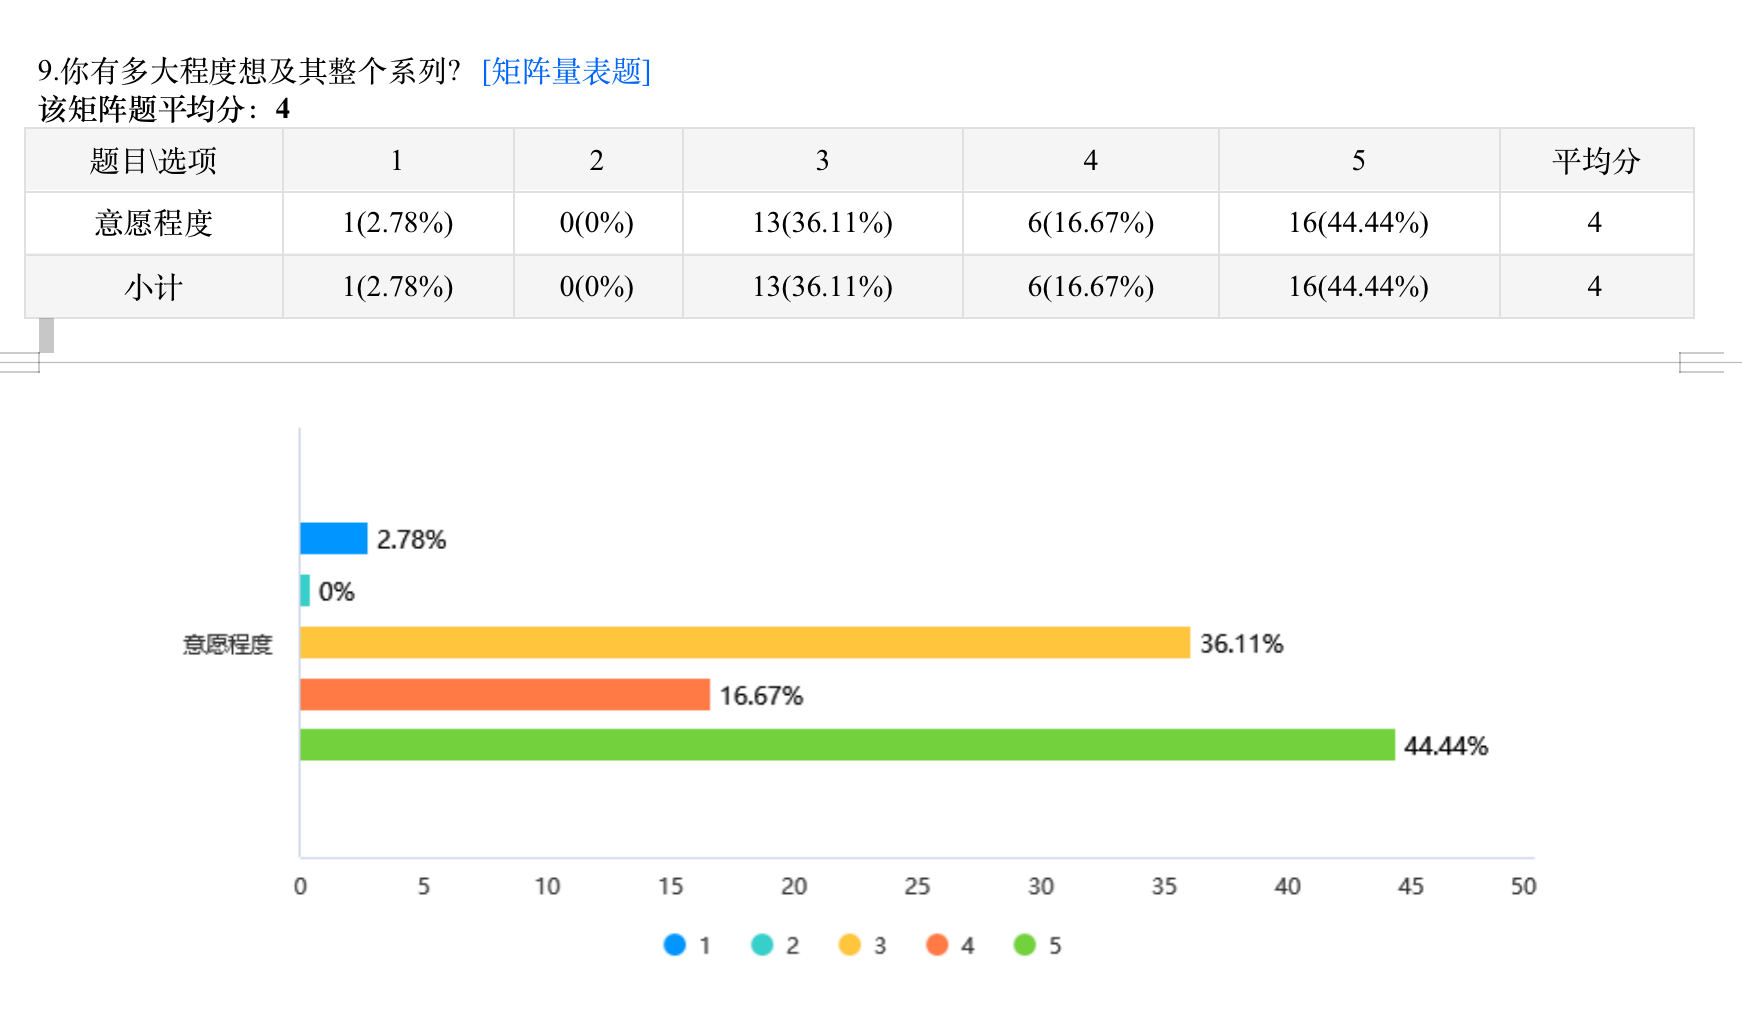 9.你有多大程度想及其整个系列？ [矩阵量表题]
该矩阵题平均分：4
题目\选项 1 2 3 4 5 平均分
意愿程度 1(2.78%) 0(0%) 13(36.11%) 6(16.67%) 16(44.44%) 4
小计 1(2.78%) 0(0%) 13(36.11%) 6(16.67%) 16(44.44%) 4
2.78%
0%
意愿程度 36.11%
16.67%
44.44%
0 5 10 15 20 25 30 35 40 45 50
1 2 3 4 5